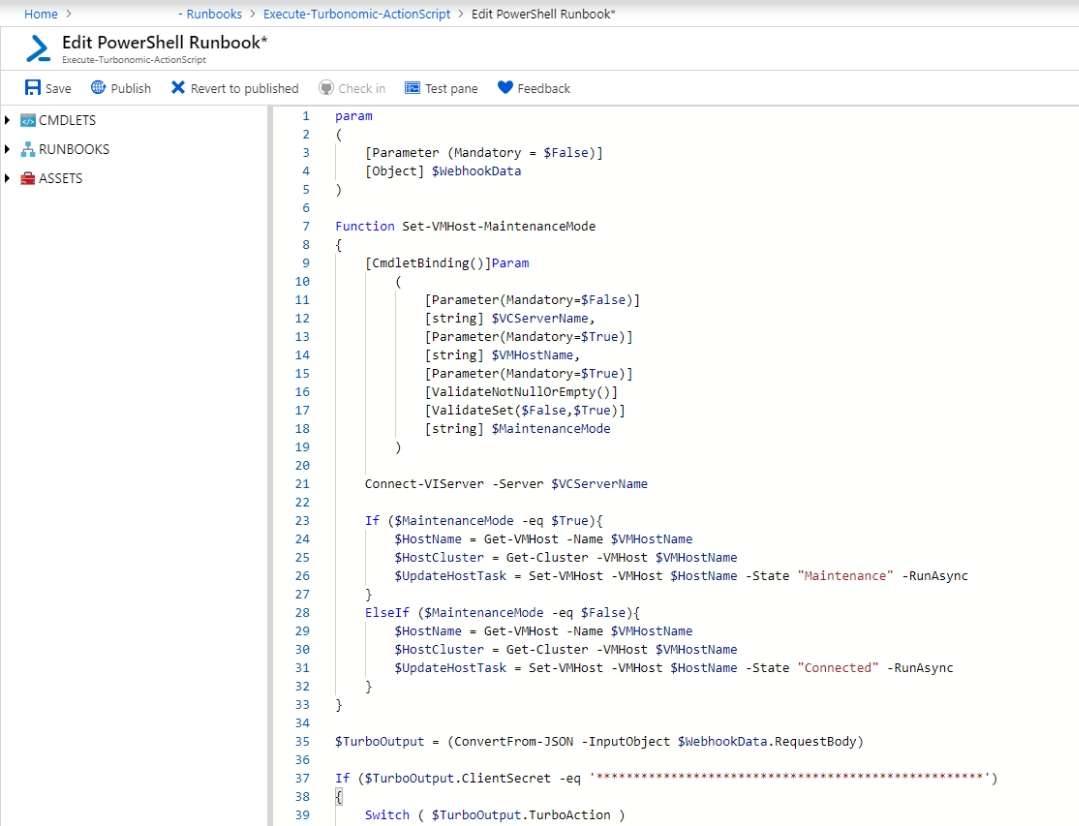 Home > - Runbooks > Execute-Turbonomic-ActionScript > Edit PowerShell Runbook*
Edit PowerShell Runbook*
Execute-Turbonomic-ActionScript
Save Publish Revert to published Check in Test pane Feedback
CMDLETS
RUNBOOKS
ASSETS
1 param
2 (
3 [Parameter (Mandatory = $False)]
4 [Object] $WebhookData
5 )
6
7 Function Set-VMHost-MaintenanceMode
8 {
9 [CmdletBinding()]Param
10 (
11 [Parameter(Mandatory=$False)]
12 [string] $VCServerName,
13 [Parameter(Mandatory=$True)]
14 [string] $VMHostName,
15 [Parameter(Mandatory=$True)]
16 [ValidateNotNullOrEmpty()]
17 [ValidateSet($False,$True)]
18 [string] $MaintenanceMode
19 )
20
21 Connect-VIServer -Server $VCServerName
22
23 If ($MaintenanceMode -eq $True){
24 $HostName = Get-VMHost -Name $VMHostName
25 $HostCluster = Get-Cluster -VMHost $VMHostName
26 $UpdateHostTask = Set-VMHost -VMHost $HostName -State "Maintenance" -RunAsync
27 }
28 ElseIf ($MaintenanceMode -eq $False){
29 $HostName = Get-VMHost -Name $VMHostName
30 $HostCluster = Get-Cluster -VMHost $VMHostName
31 $UpdateHostTask = Set-VMHost -VMHost $HostName -State "Connected" -RunAsync
32 }
33 }
34
35 $TurboOutput = (ConvertFrom-JSON -InputObject $WebhookData.RequestBody)
36
37 If ($TurboOutput.ClientSecret -eq '****************************************************')
38 {
39 Switch ( $TurboOutput.TurboAction )